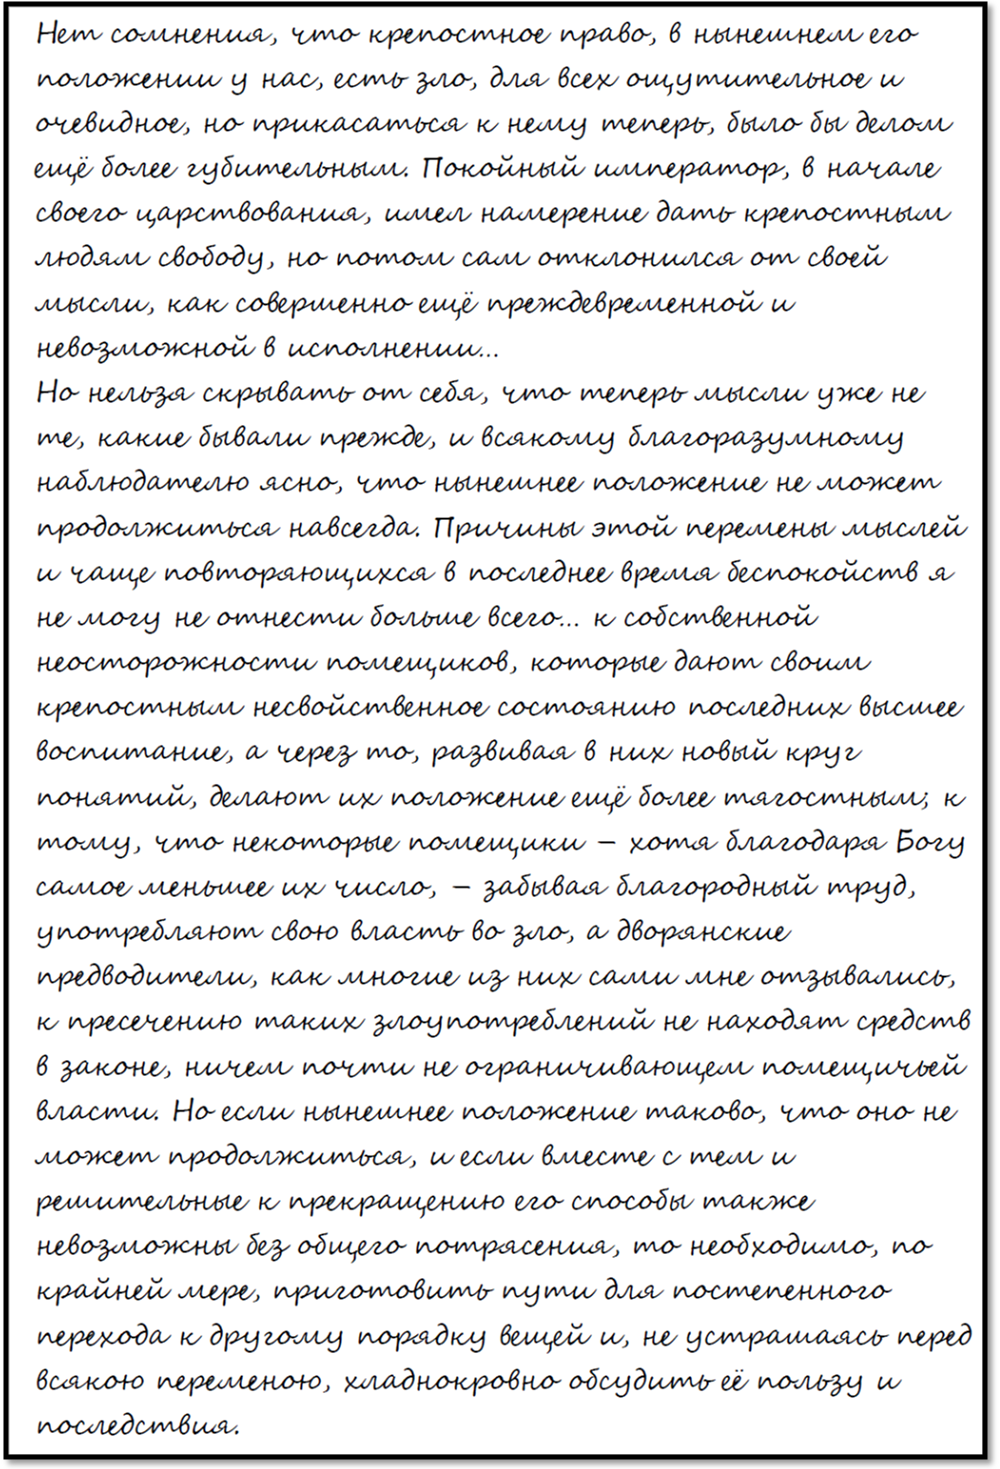 Нет сомнения, что крепостное право, в нынешнем его
положении у нас, есть зло, для всех ощутительное и
очевидное, но прикасаться к нему теперь, было бы делом
ещё более губительным. Покойный император, в начале
своего царствования, имел намерение дать крепостным
людям свободу, но потом сам отклонился от своей
мысли, как совершенно ещё преждевременной и
невозможной в исполнении...
Но нельзя скрывать от себя, что теперь мысли уже не
те, какие бывали прежде, и всякому благоразумному
наблюдателю ясно, что нынешнее положение не может
продолжиться навсегда. Причины этой перемены мыслей
и чаще повторяющихся в последнее время беспокойств я
не могу не отнести больше всего... к собственной
неосторожности помещиков, которые дают своим
крепостным несвойственное состоянию последних высшее
воспитание, а через то, развивая в них новый круг
понятий, делают их положение ещё более тягостным; к
тому, что некоторые помещики – хотя благодаря Богу
самое меньшее их число, – забывая благородный труд,
употребляют свою власть во зло, а дворянские
предводители, как многие из них сами мне отзывались,
к пресечению таких злоупотреблений не находят средств
в законе, ничем почти не ограничивающем помещичьей
власти. Но если нынешнее положение таково, что оно не
может продолжиться, и если вместе с тем и
решительные к прекращению его способы также
невозможны без общего потрясения, то необходимо, по
крайней мере, приготовить пути для постепенного
перехода к другому порядку вещей и, не устрашаясь перед
всякою переменою, хладнокровно обсудить её пользу и
последствия.